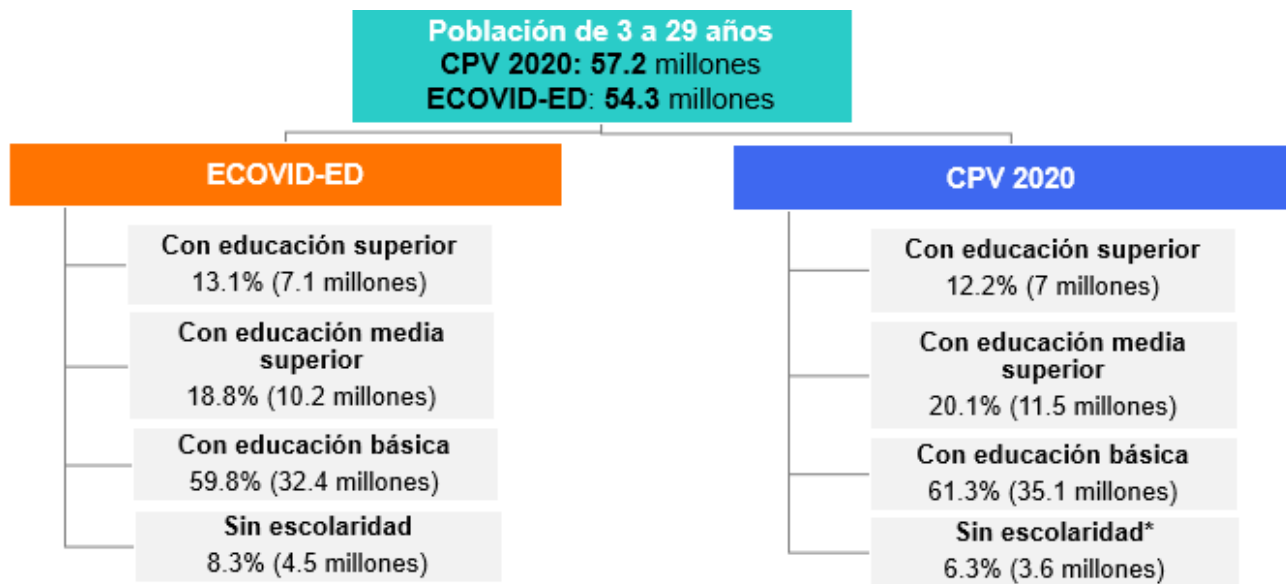 Población de 3 a 29 años
CPV 2020: 57.2 millones
ECOVID-ED: 54.3 millones
ECOVID-ED
Con educación superior
13.1% (7.1 millones)
Con educación media
superior
18.8% (10.2 millones)
Con educación básica
59.8% (32.4 millones)
Sin escolaridad
8.3% (4.5 millones)
CPV 2020
Con educación superior
12.2% (7 millones)
Con educación media
superior
20.1% (11.5 millones)
Con educación básica
61.3% (35.1 millones)
Sin escolaridad*
6.3% (3.6 millones)